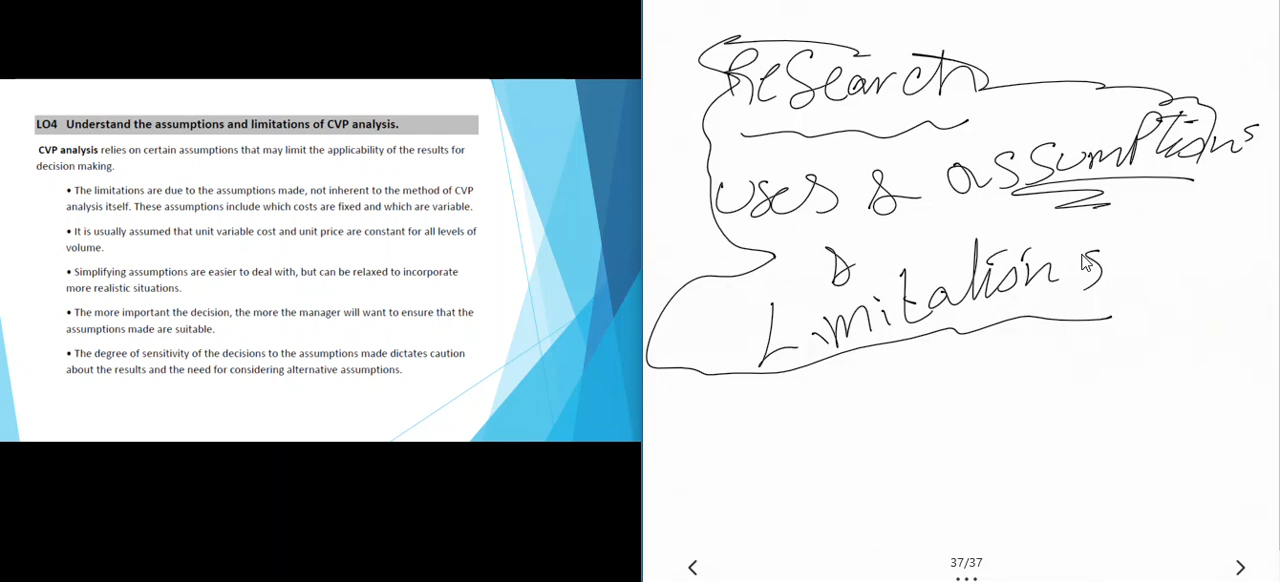 LO4 Understand the assumptions and limitations of CVP analysis.
CVP analysis relies on certain assumptions that may limit the applicability of the results for
decision making.
• The limitations are due to the assumptions made, not inherent to the method of CVP
analysis itself. These assumptions include which costs are fixed and which are variable.
• It is usually assumed that unit variable cost and unit price are constant for all levels of
volume.
• Simplifying assumptions are easier to deal with, but can be relaxed to incorporate
more realistic situations.
• The more important the decision, the more the manager will want to ensure that the
assumptions made are suitable.
• The degree of sensitivity of the decisions to the assumptions made dictates caution
about the results and the need for considering alternative assumptions.
Research
uses & assumptions
&
Limitations
37/37